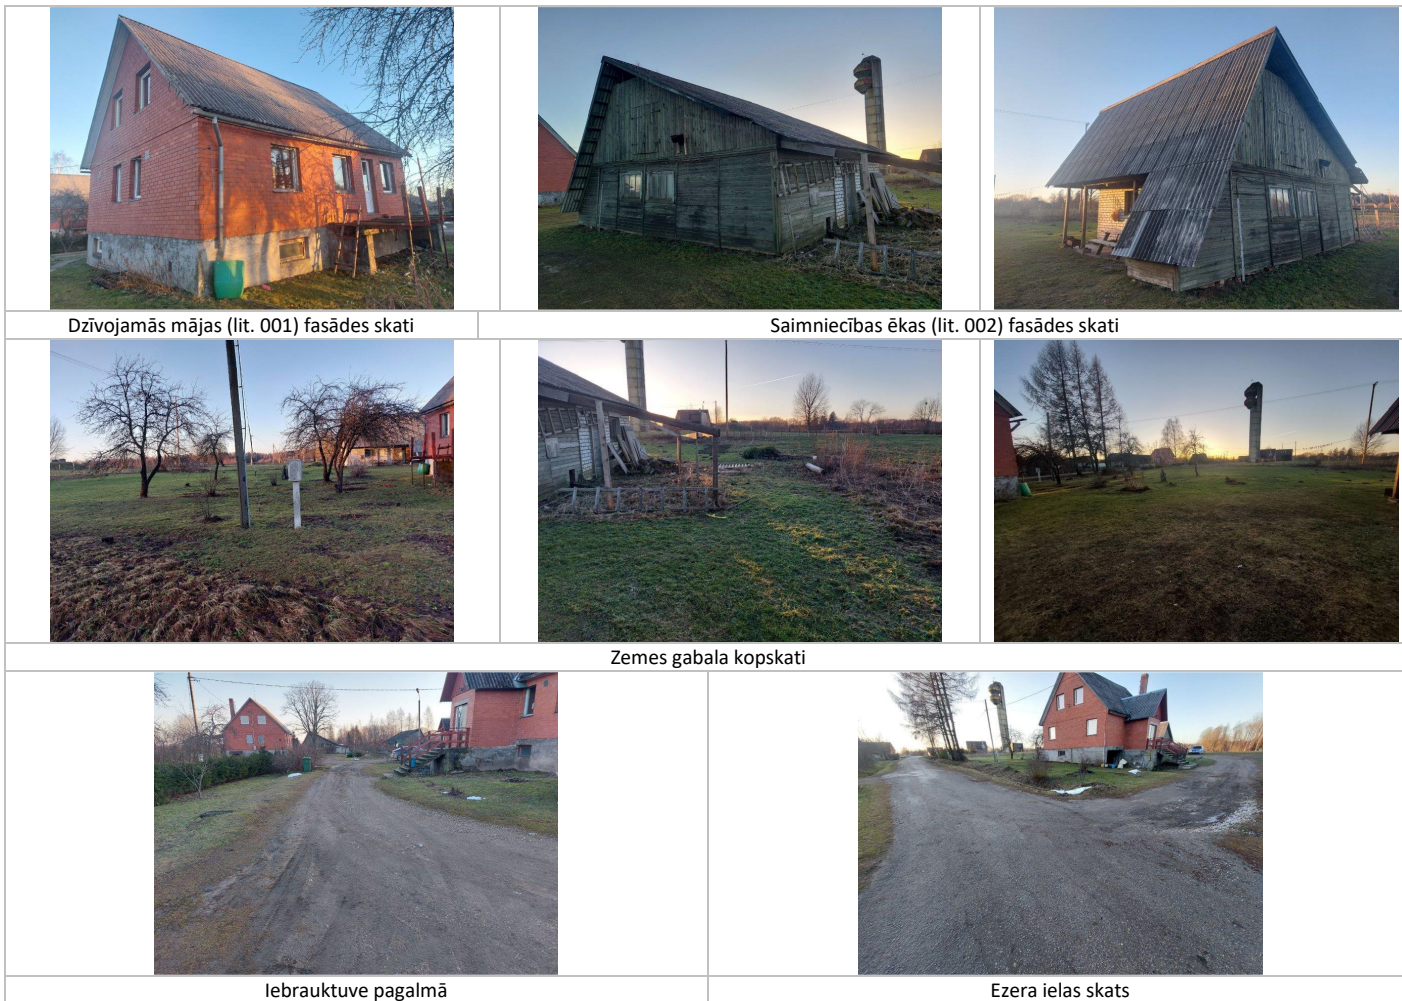 Dzīvojamās mājas (lit. 001) fasādes skati
Saimniecības ēkas (lit. 002) fasādes skati
Zemes gabala kopskati
Iebrauktuve pagalmā
Ezera ielas skats